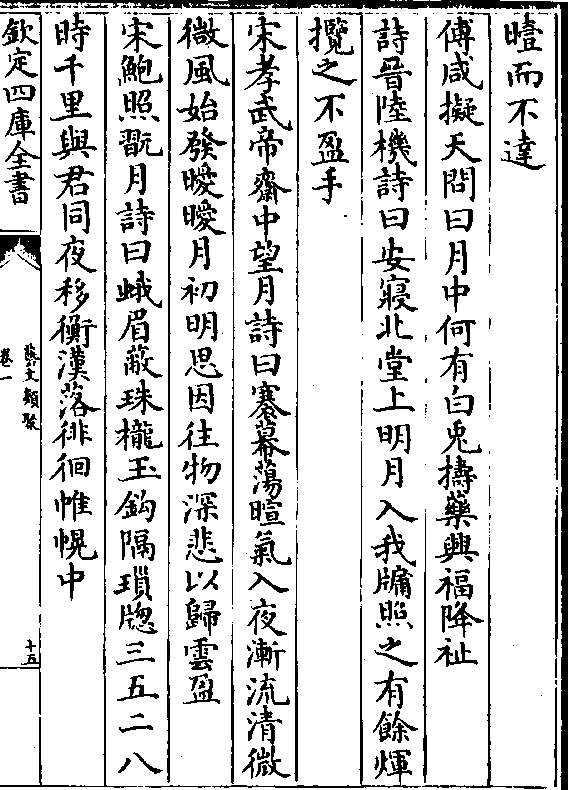 曀而不達
傅咸擬天問曰月中何有白兎擣藥興福降祉
詩晉陸機詩曰安寢北堂上明月入我牖照之有餘煇
攬之不盈手
宋孝武帝齋中望月詩曰褰幕蕩暄氣入夜漸流清微
微風始發曖曖月初明思因往物深悲以歸雲盈
宋鮑照翫月詩曰蛾眉蔽珠櫳玉鈎隔瑣牎三五二八
時千里與君同夜移衡漢落徘徊帷幌中
欽定四庫全書
藝文類聚
卷一
十五